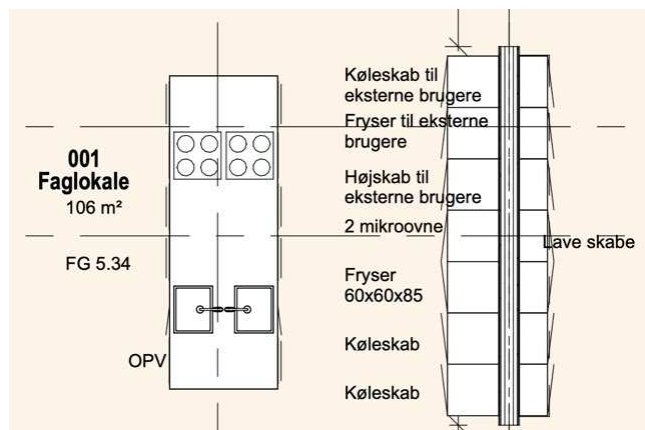 001
Faglokale
106 m²
FG 5.34
OPV
Køleskab til
eksterne brugere
Fryser til eksterne
brugere
Højskab til
eksterne brugere
2 mikroovne
Fryser
60x60x85
Køleskab
Køleskab
Lave skabe